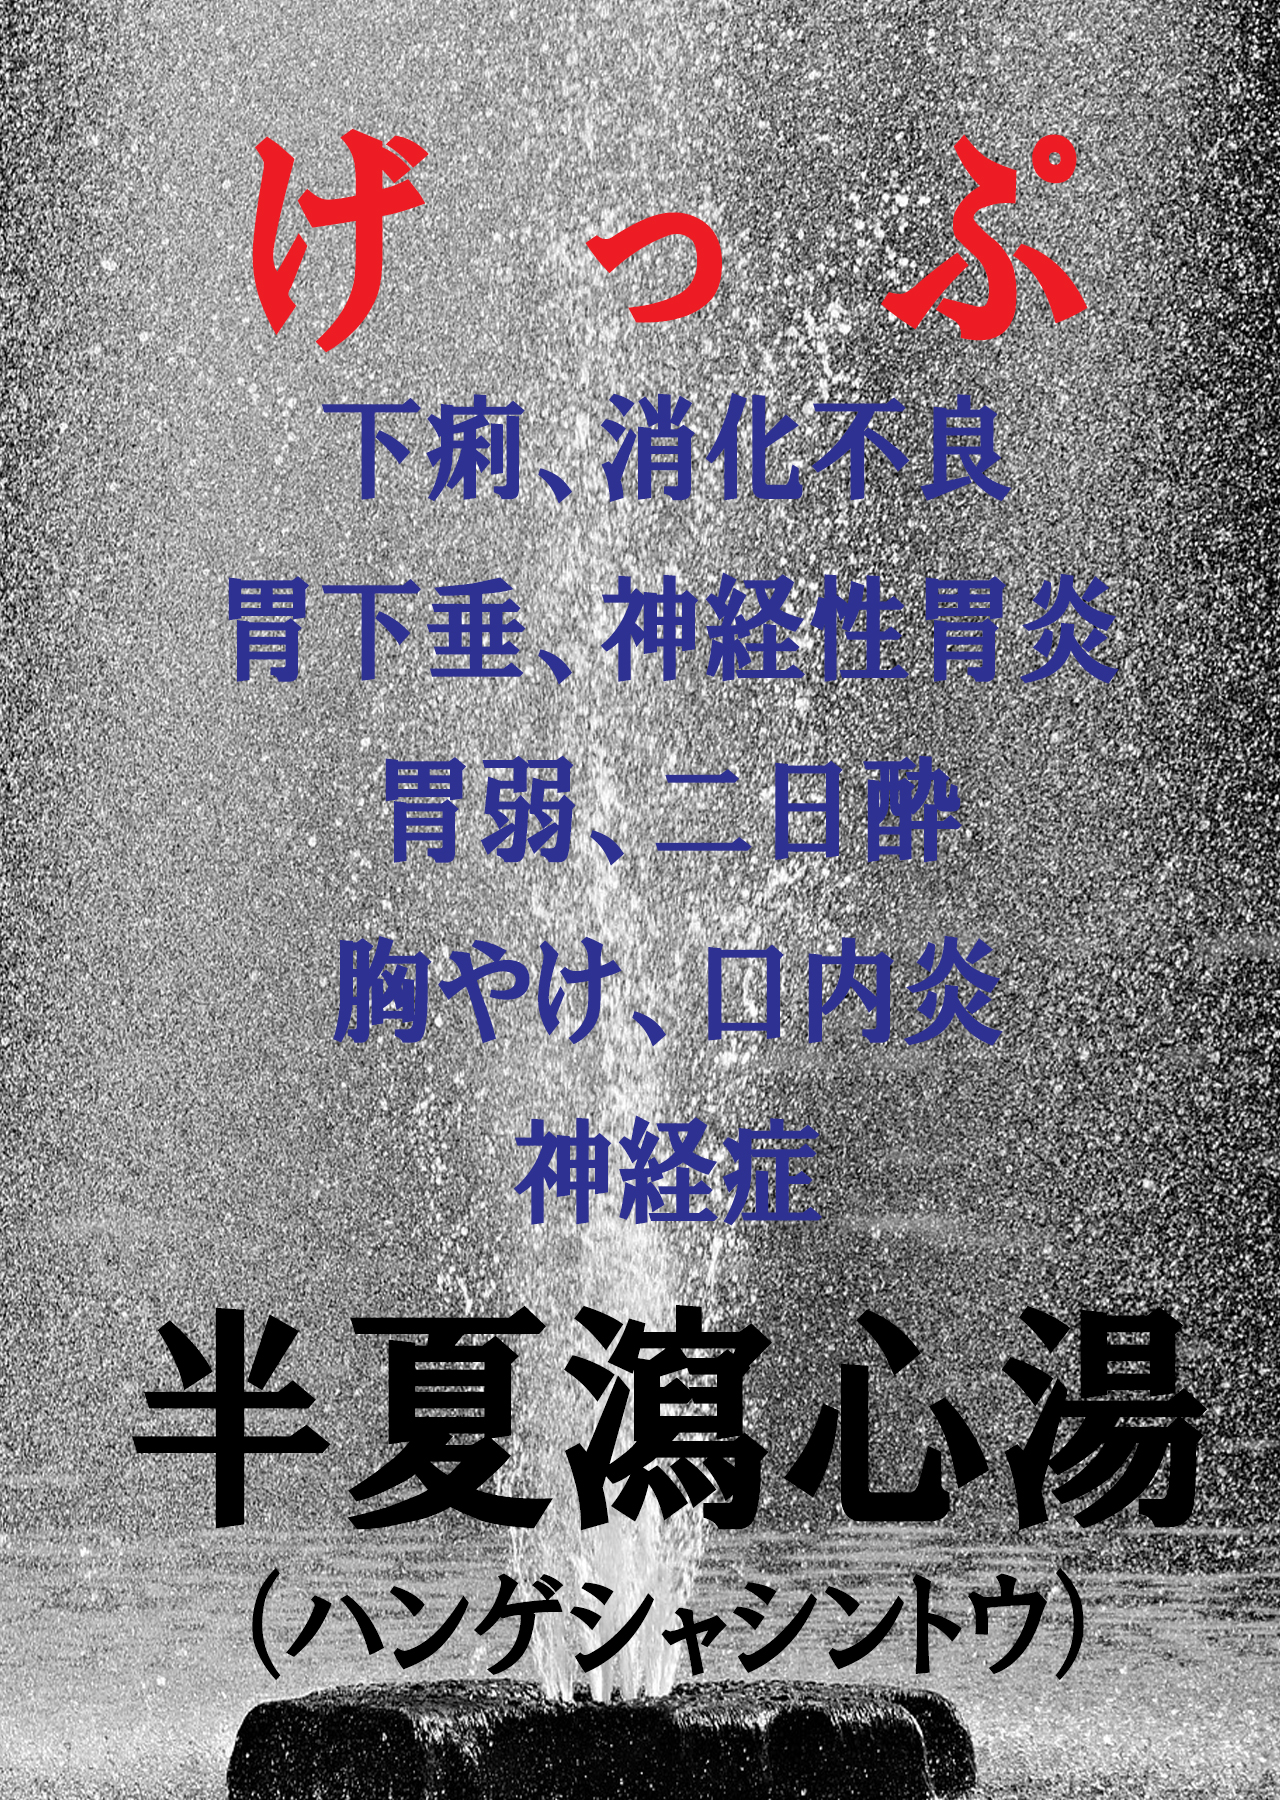 げっぷ
下痢、消化不良
胃下垂、神経性胃炎
胃弱、二日酔
胸やけ、口内炎
神経症
半夏瀉心湯
（ハンゲシャシントウ）